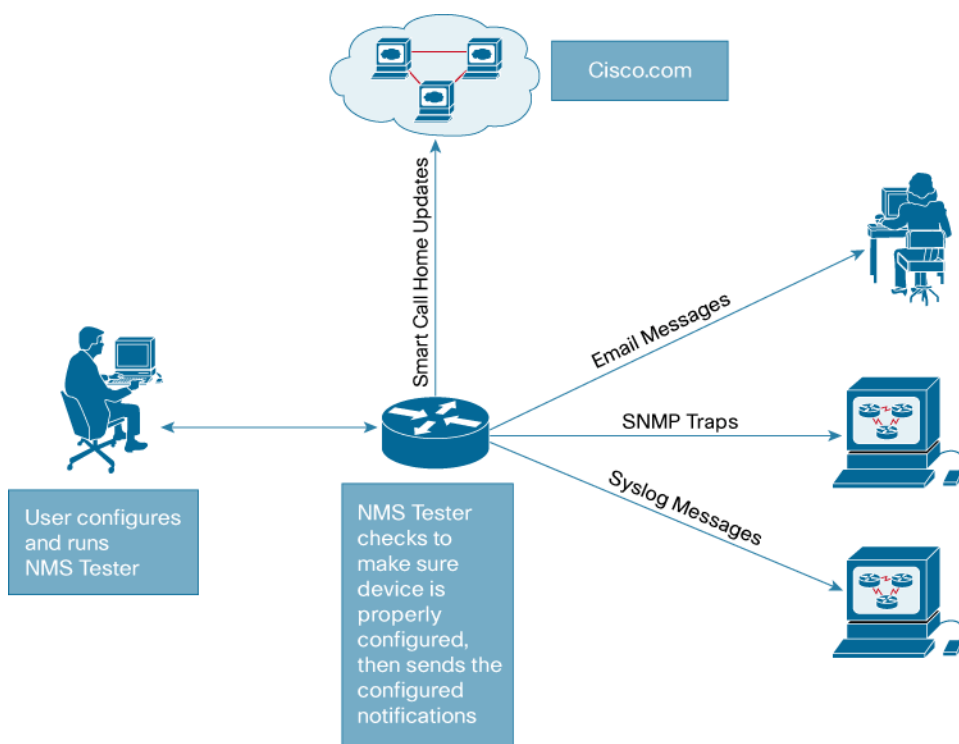 Cisco.com
Smart Call Home Updates
Email Messages
SNMP Traps
Syslog Messages
User configures
and runs
NMS Tester
NMS Tester
checks to
make sure
device is
properly
configured,
then sends the
configured
notifications